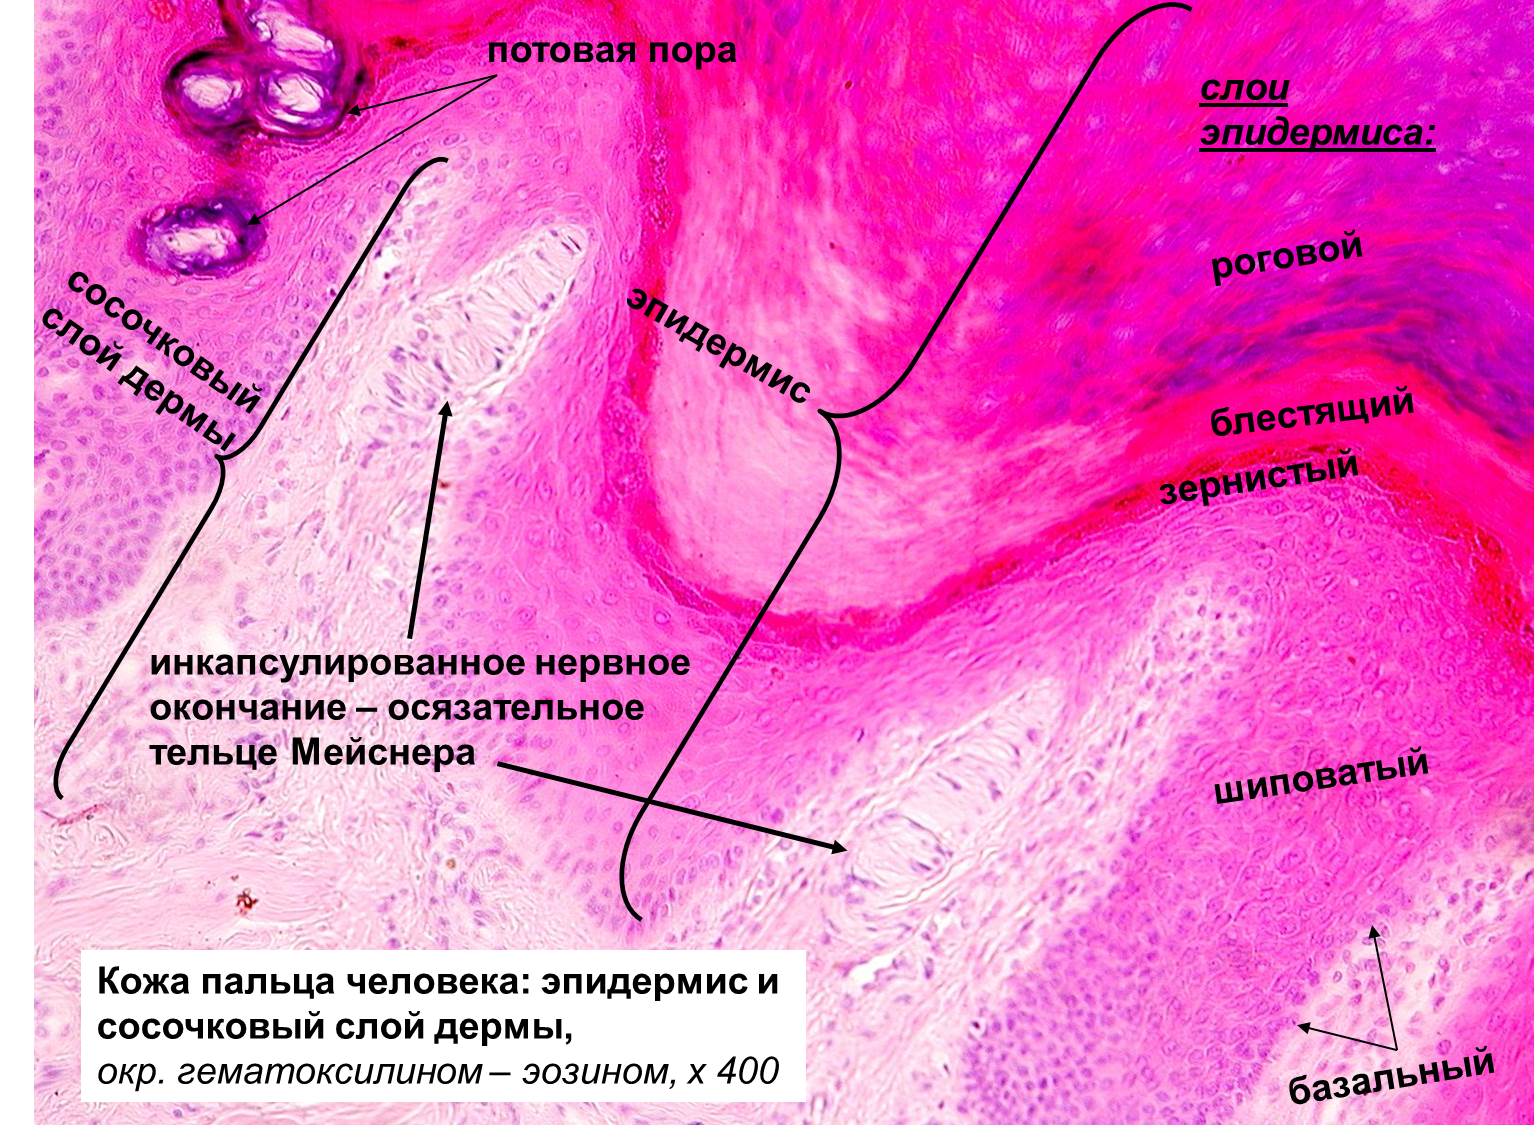 потовая пора
слои
эпидермиса:
роговой
эпидермис
сосочковый
слой дермы
блестящий
зернистый
инкапсулированное нервное
окончание – осязательное
тельце Мейснера
шиповатый
Кожа пальца человека: эпидермис и
сосочковый слой дермы,
окр. гематоксилином – эозином, х 400
базальный